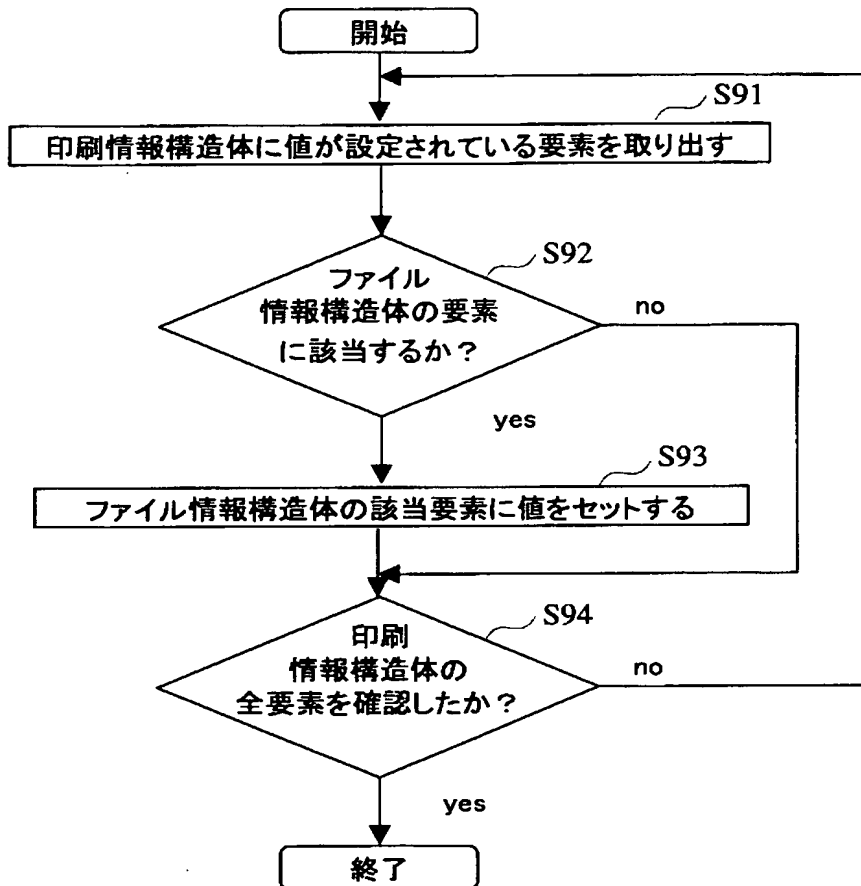 開始
S91
印刷情報構造体に値が設定されている要素を取り出す
S92
ファイル
情報構造体の要素
に該当するか？
no
yes
S93
ファイル情報構造体の該当要素に値をセットする
S94
印刷
情報構造体の
全要素を確認したか？
no
yes
終了